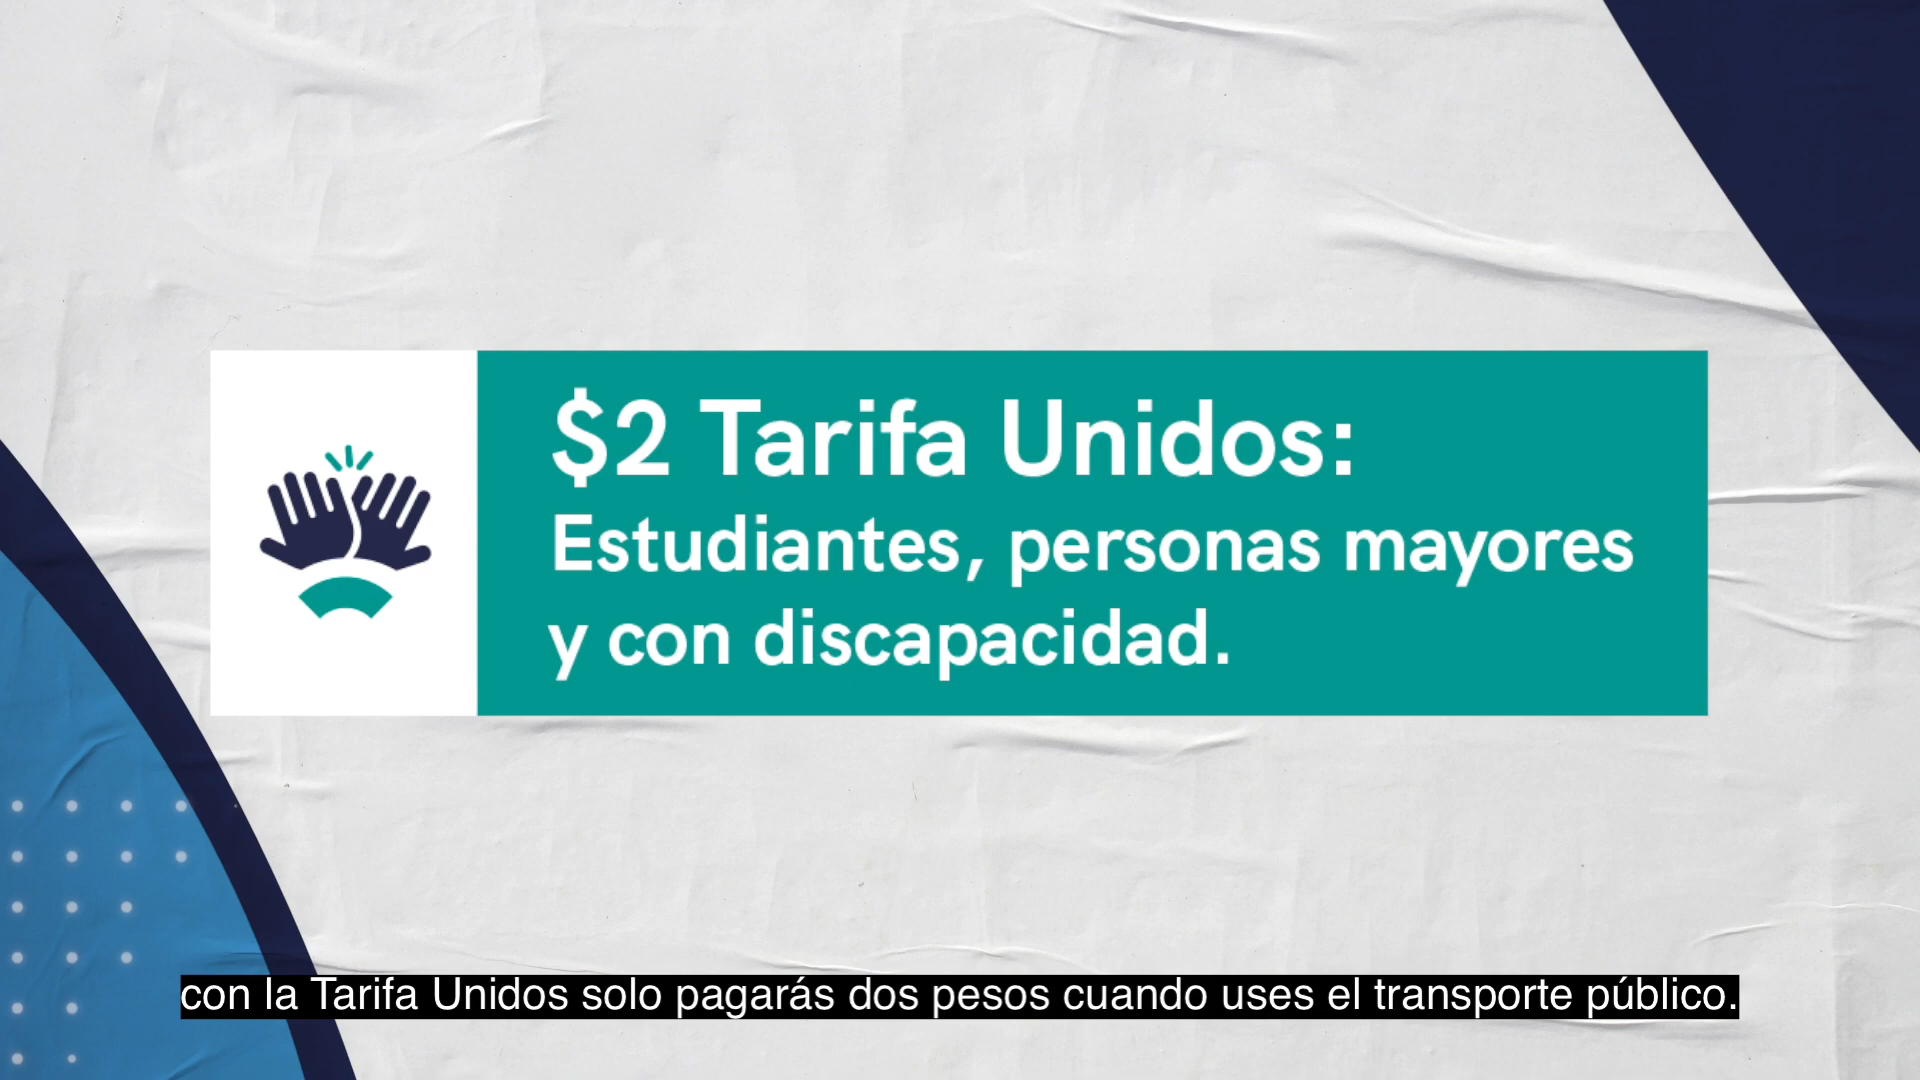 $2 Tarifa Unidos:
Estudiantes, personas mayores
y con discapacidad.
con la Tarifa Unidos solo pagarás dos pesos cuando uses el transporte público.